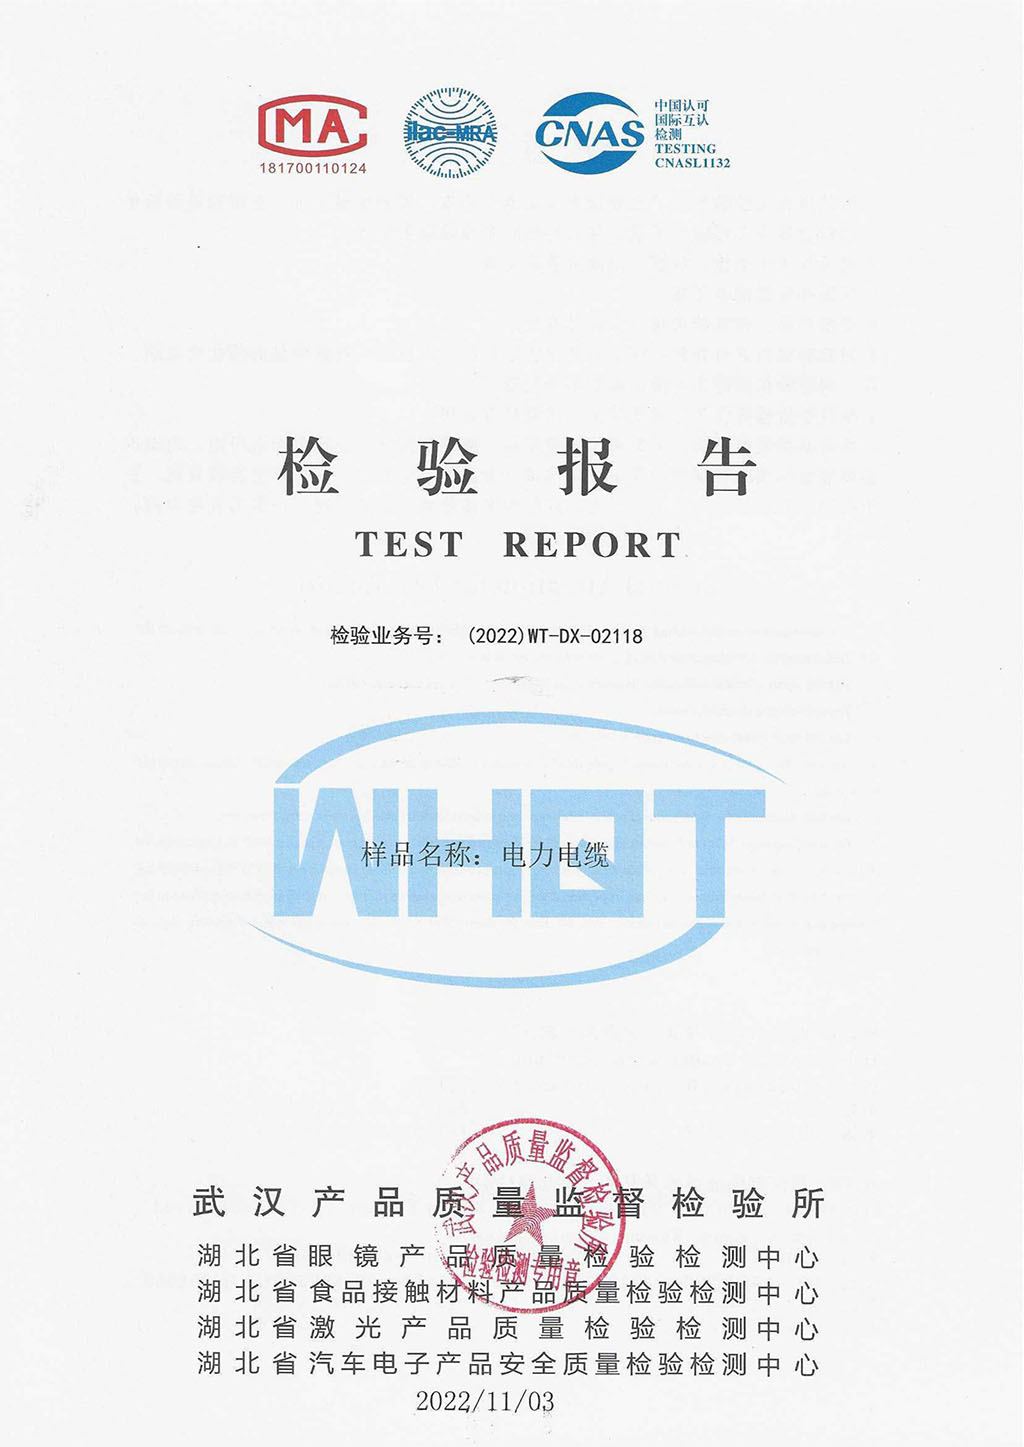 MA
181700110124
ilac-MRA
CNAS
中国认可
国际互认
检测
TESTING
CNASL1132
检验报告
TEST REPORT
检验业务号：(2022)WT-DX-02118
WHQT
样品名称：电力电缆
武汉产品质量监督检验所
检验检测专用章
武汉产品质量监督检验所
湖北省眼镜产品质量检验检测中心
湖北省食品接触材料产品质量检验检测中心
湖北省激光产品质量检验检测中心
湖北省汽车电子产品安全质量检验检测中心
2022/11/03